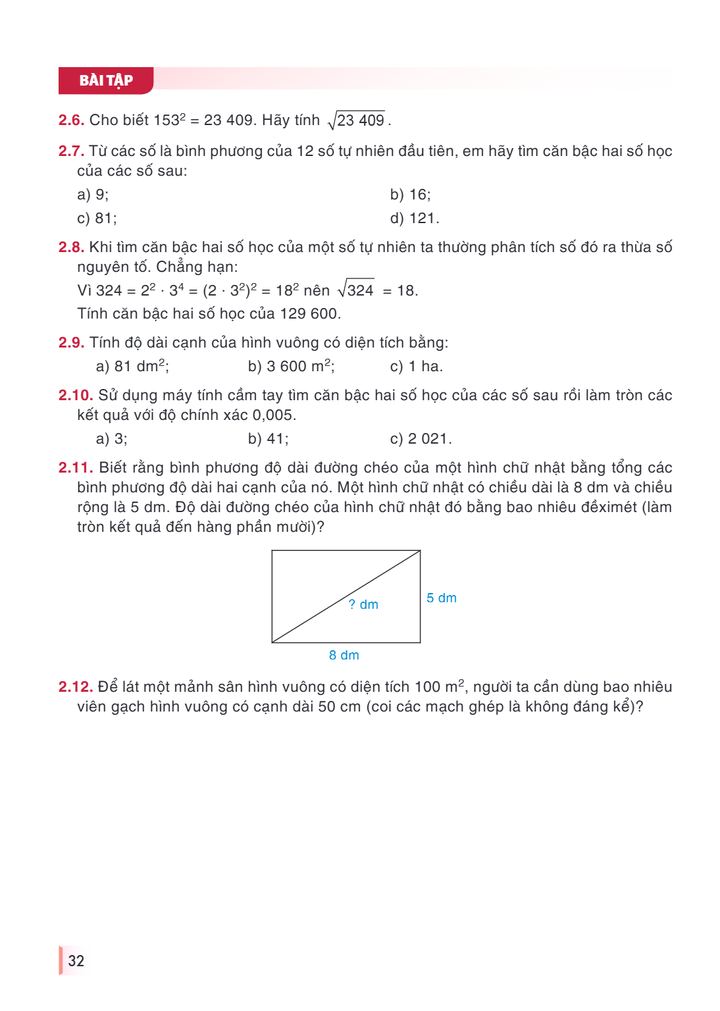 BÀI TẬP
2.6. Cho biết 153² = 23 409. Hãy tính √23 409.
2.7. Từ các số là bình phương của 12 số tự nhiên đầu tiên, em hãy tìm căn bậc hai số học
của các số sau:
a) 9; b) 16;
c) 81; d) 121.
2.8. Khi tìm căn bậc hai số học của một số tự nhiên ta thường phân tích số đó ra thừa số
nguyên tố. Chẳng hạn:
Vì 324 = 2² · 3⁴ = (2 · 3²)² = 18² nên √324 = 18.
Tính căn bậc hai số học của 129 600.
2.9. Tính độ dài cạnh của hình vuông có diện tích bằng:
a) 81 dm²; b) 3 600 m²; c) 1 ha.
2.10. Sử dụng máy tính cầm tay tìm căn bậc hai số học của các số sau rồi làm tròn các
kết quả với độ chính xác 0,005.
a) 3; b) 41; c) 2 021.
2.11. Biết rằng bình phương độ dài đường chéo của một hình chữ nhật bằng tổng các
bình phương độ dài hai cạnh của nó. Một hình chữ nhật có chiều dài là 8 dm và chiều
rộng là 5 dm. Độ dài đường chéo của hình chữ nhật đó bằng bao nhiêu đềximét (làm
tròn kết quả đến hàng phần mười)?
? dm
5 dm
8 dm
2.12. Để lát một mảnh sân hình vuông có diện tích 100 m², người ta cần dùng bao nhiêu
viên gạch hình vuông có cạnh dài 50 cm (coi các mạch ghép là không đáng kể)?
32